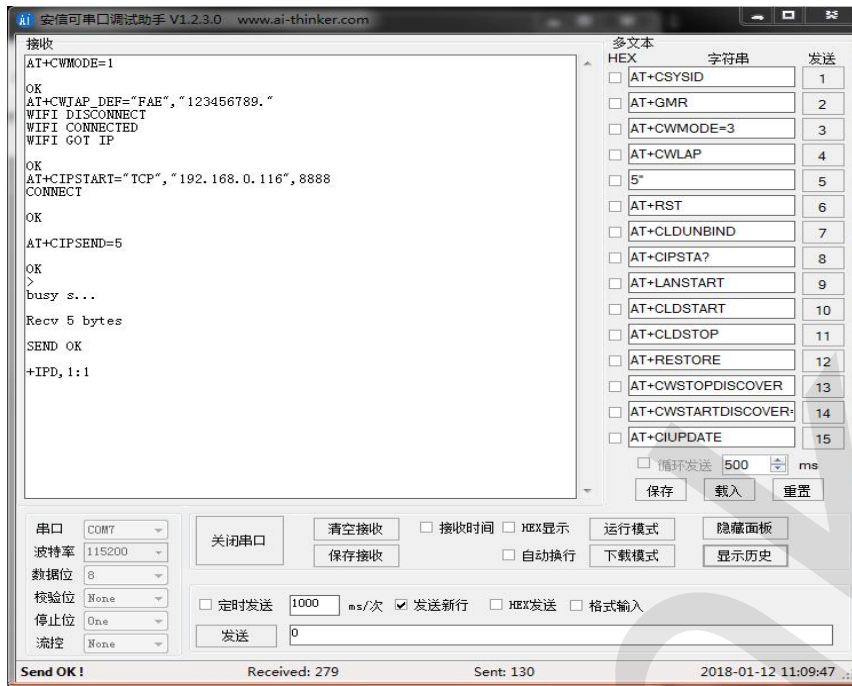 安信可串口调试助手 V1.2.3.0 www.ai-thinker.com
接收
AT+CWMODE=1
OK
AT+CWJAP_DEF="FAE","123456789."
WIFI DISCONNECT
WIFI CONNECTED
WIFI GOT IP
OK
AT+CIPSTART="TCP","192.168.0.116",8888
CONNECT
OK
AT+CIPSEND=5
OK
>
busy s...
Recv 5 bytes
SEND OK
+IPD,1:1
多文本
HEX 字符串 发送
AT+CSYSID 1
AT+GMR 2
AT+CWMODE=3 3
AT+CWLAP 4
5" 5
AT+RST 6
AT+CLDUNBIND 7
AT+CIPSTA? 8
AT+LANSTART 9
AT+CLDSTART 10
AT+CLDSTOP 11
AT+RESTORE 12
AT+CWSTOPDISCOVER 13
AT+CWSTARTDISCOVER= 14
AT+CIUPDATE 15
循环发送 500 ms
保存 载入 重置
串口 COM7
波特率 115200
数据位 8
校验位 None
停止位 One
流控 None
关闭串口
清空接收 接收时间 HEX显示 运行模式 隐藏面板
保存接收 自动换行 下载模式 显示历史
定时发送 1000 ms/次 发送新行 HEX发送 格式输入
发送 0
Send OK ! Received: 279 Sent: 130 2018-01-12 11:09:47